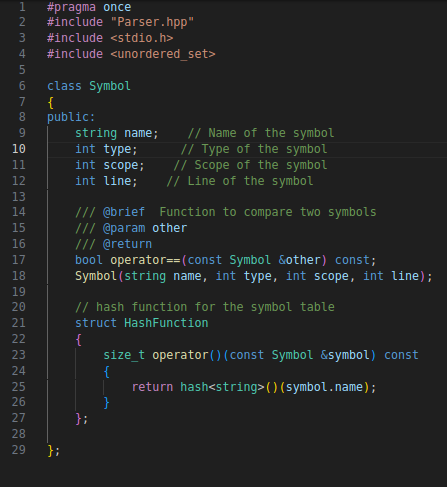 1 #pragma once
2 #include "Parser.hpp"
3 #include <stdio.h>
4 #include <unordered_set>
5
6 class Symbol
7 {
8 public:
9     string name;    // Name of the symbol
10     int type;      // Type of the symbol
11     int scope;    // Scope of the symbol
12     int line;    // Line of the symbol
13
14     /// @brief  Function to compare two symbols
15     /// @param other
16     /// @return
17     bool operator==(const Symbol &other) const;
18     Symbol(string name, int type, int scope, int line);
19
20     // hash function for the symbol table
21     struct HashFunction
22     {
23         size_t operator()(const Symbol &symbol) const
24         {
25             return hash<string>()(symbol.name);
26         }
27     };
28
29 };